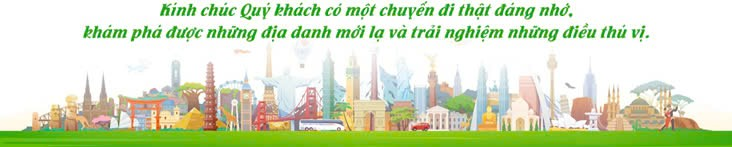 Kính chúc Quý khách có một chuyến đi thật đáng nhớ,
khám phá được những địa danh mới lạ và trải nghiệm những điều thú vị.